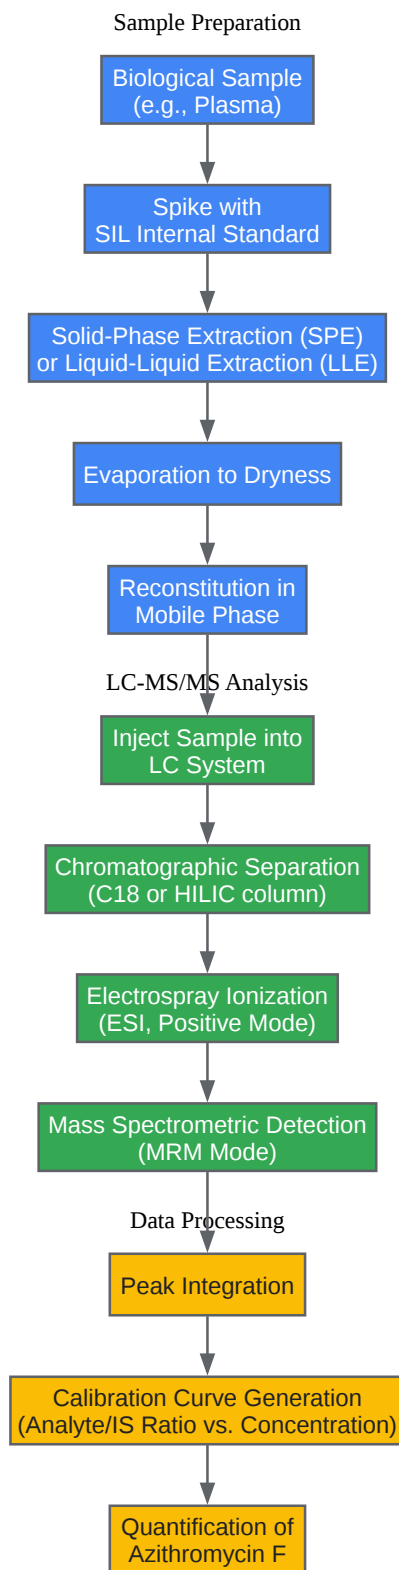 Sample Preparation
Biological Sample
(e.g., Plasma)
Spike with
SIL Internal Standard
Solid-Phase Extraction (SPE)
or Liquid-Liquid Extraction (LLE)
Evaporation to Dryness
Reconstitution in
Mobile Phase
LC-MS/MS Analysis
Inject Sample into
LC System
Chromatographic Separation
(C18 or HILIC column)
Electrospray Ionization
(ESI, Positive Mode)
Mass Spectrometric Detection
(MRM Mode)
Data Processing
Peak Integration
Calibration Curve Generation
(Analyte/IS Ratio vs. Concentration)
Quantification of
Azithromycin F